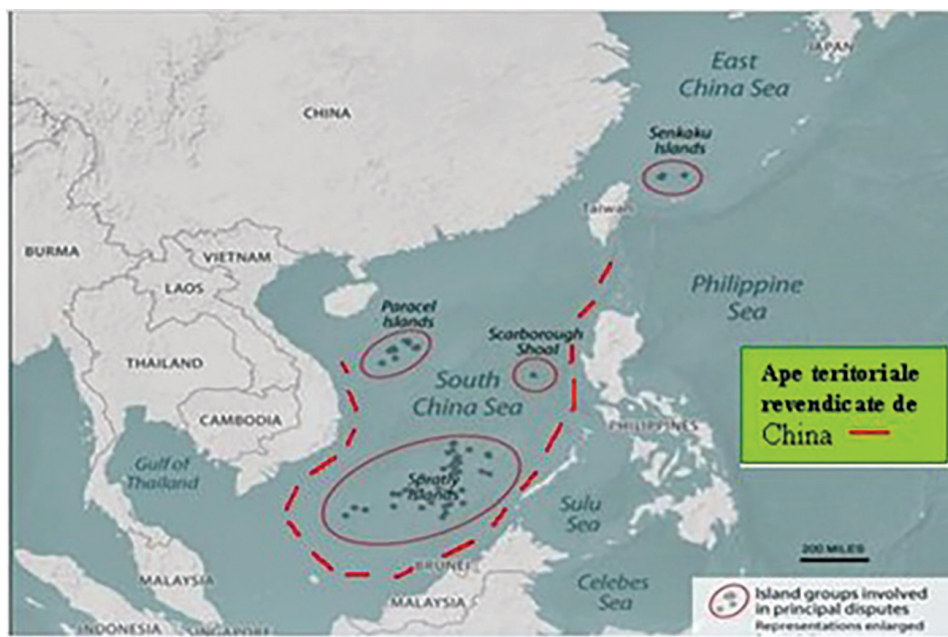 JAPAN
East
China Sea
CHINA
Senkaku
Islands
Taiwan
BURMA
VIETNAM
LAOS
Philippine
Sea
Paracel
Islands
Scarborough
Shoal
THAILAND
South
China Sea
Ape teritoriale
revendicate de
China
CAMBODIA
PHILIPPINES
Gulf of
Thailand
Spratly
Islands
Sulu
Sea
200 MILES
BRUNEI
MALAYSIA
Celebes
Sea
MALAYSIA
Island groups involved
in principal disputes
Representations enlarged
INDONESIA
SINGAPORE